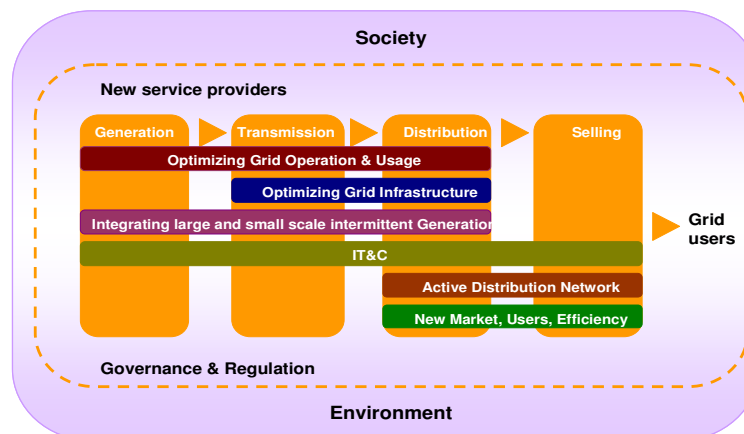 Society
New service providers
Generation
Transmission
Distribution
Selling
Optimizing Grid Operation & Usage
Optimizing Grid Infrastructure
Integrating large and small scale intermittent Generation
Grid
users
IT&C
Active Distribution Network
New Market, Users, Efficiency
Governance & Regulation
Environment